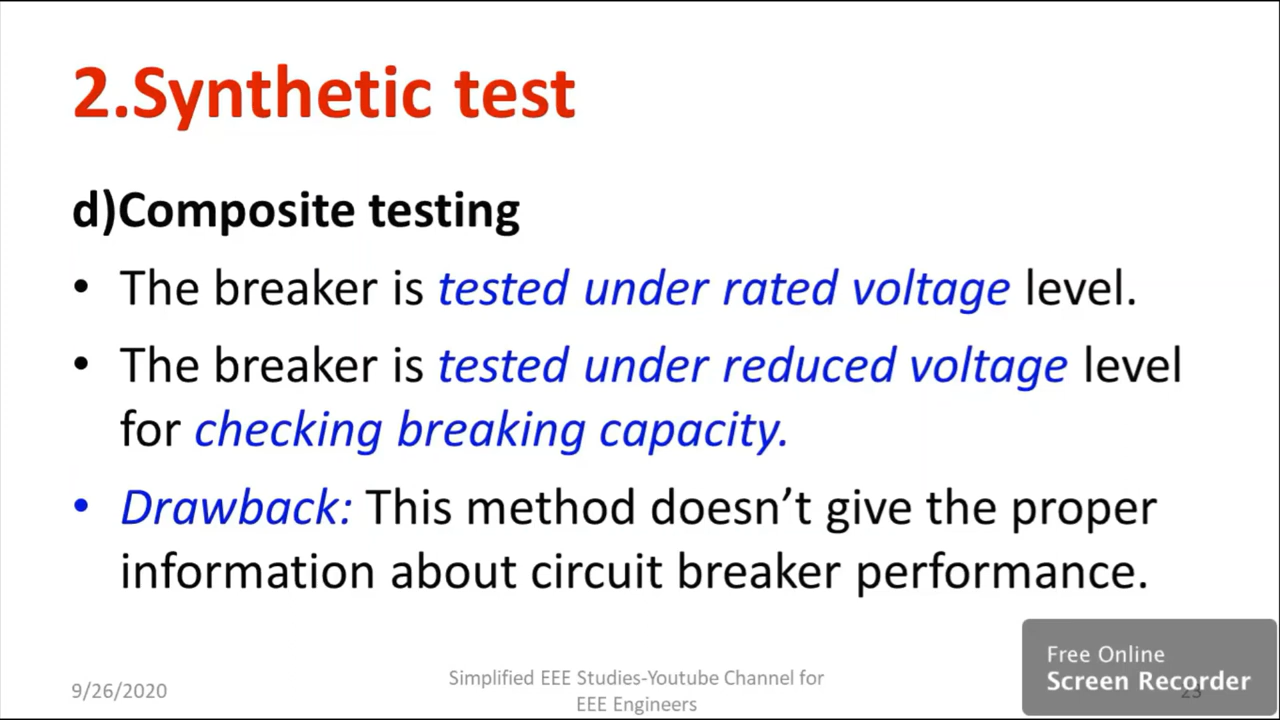 2.Synthetic test
d)Composite testing
• The breaker is tested under rated voltage level.
• The breaker is tested under reduced voltage level
for checking breaking capacity.
• Drawback: This method doesn’t give the proper
information about circuit breaker performance.
9/26/2020
Simplified EEE Studies-Youtube Channel for
EEE Engineers
Free Online
Screen Recorder